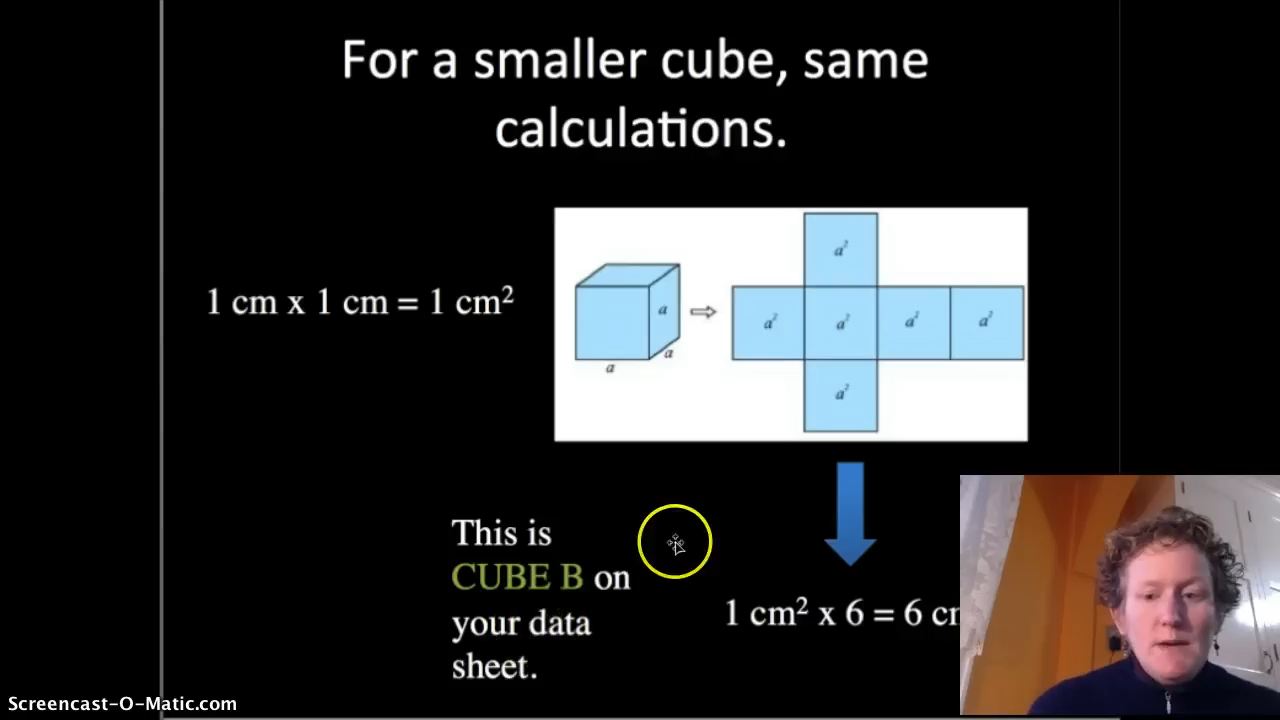 For a smaller cube, same
calculations.
1 cm x 1 cm = 1 cm²
a²
a
a
a
a²
a²
a²
a²
a²
This is
CUBE B on
your data
sheet.
1 cm² x 6 = 6
Screencast-O-Matic.com